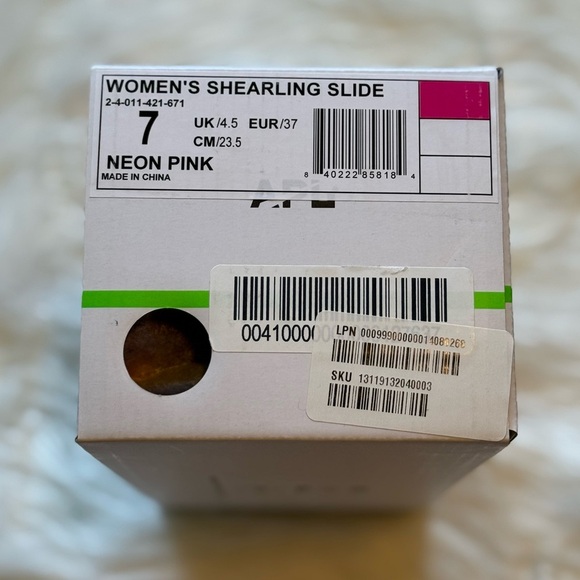 WOMEN'S SHEARLING SLIDE
2-4-011-421-671
7
UK/4.5 EUR/37
CM/23.5
NEON PINK
MADE IN CHINA
8 40222 85818 4
LPN 
SKU 13119132040003